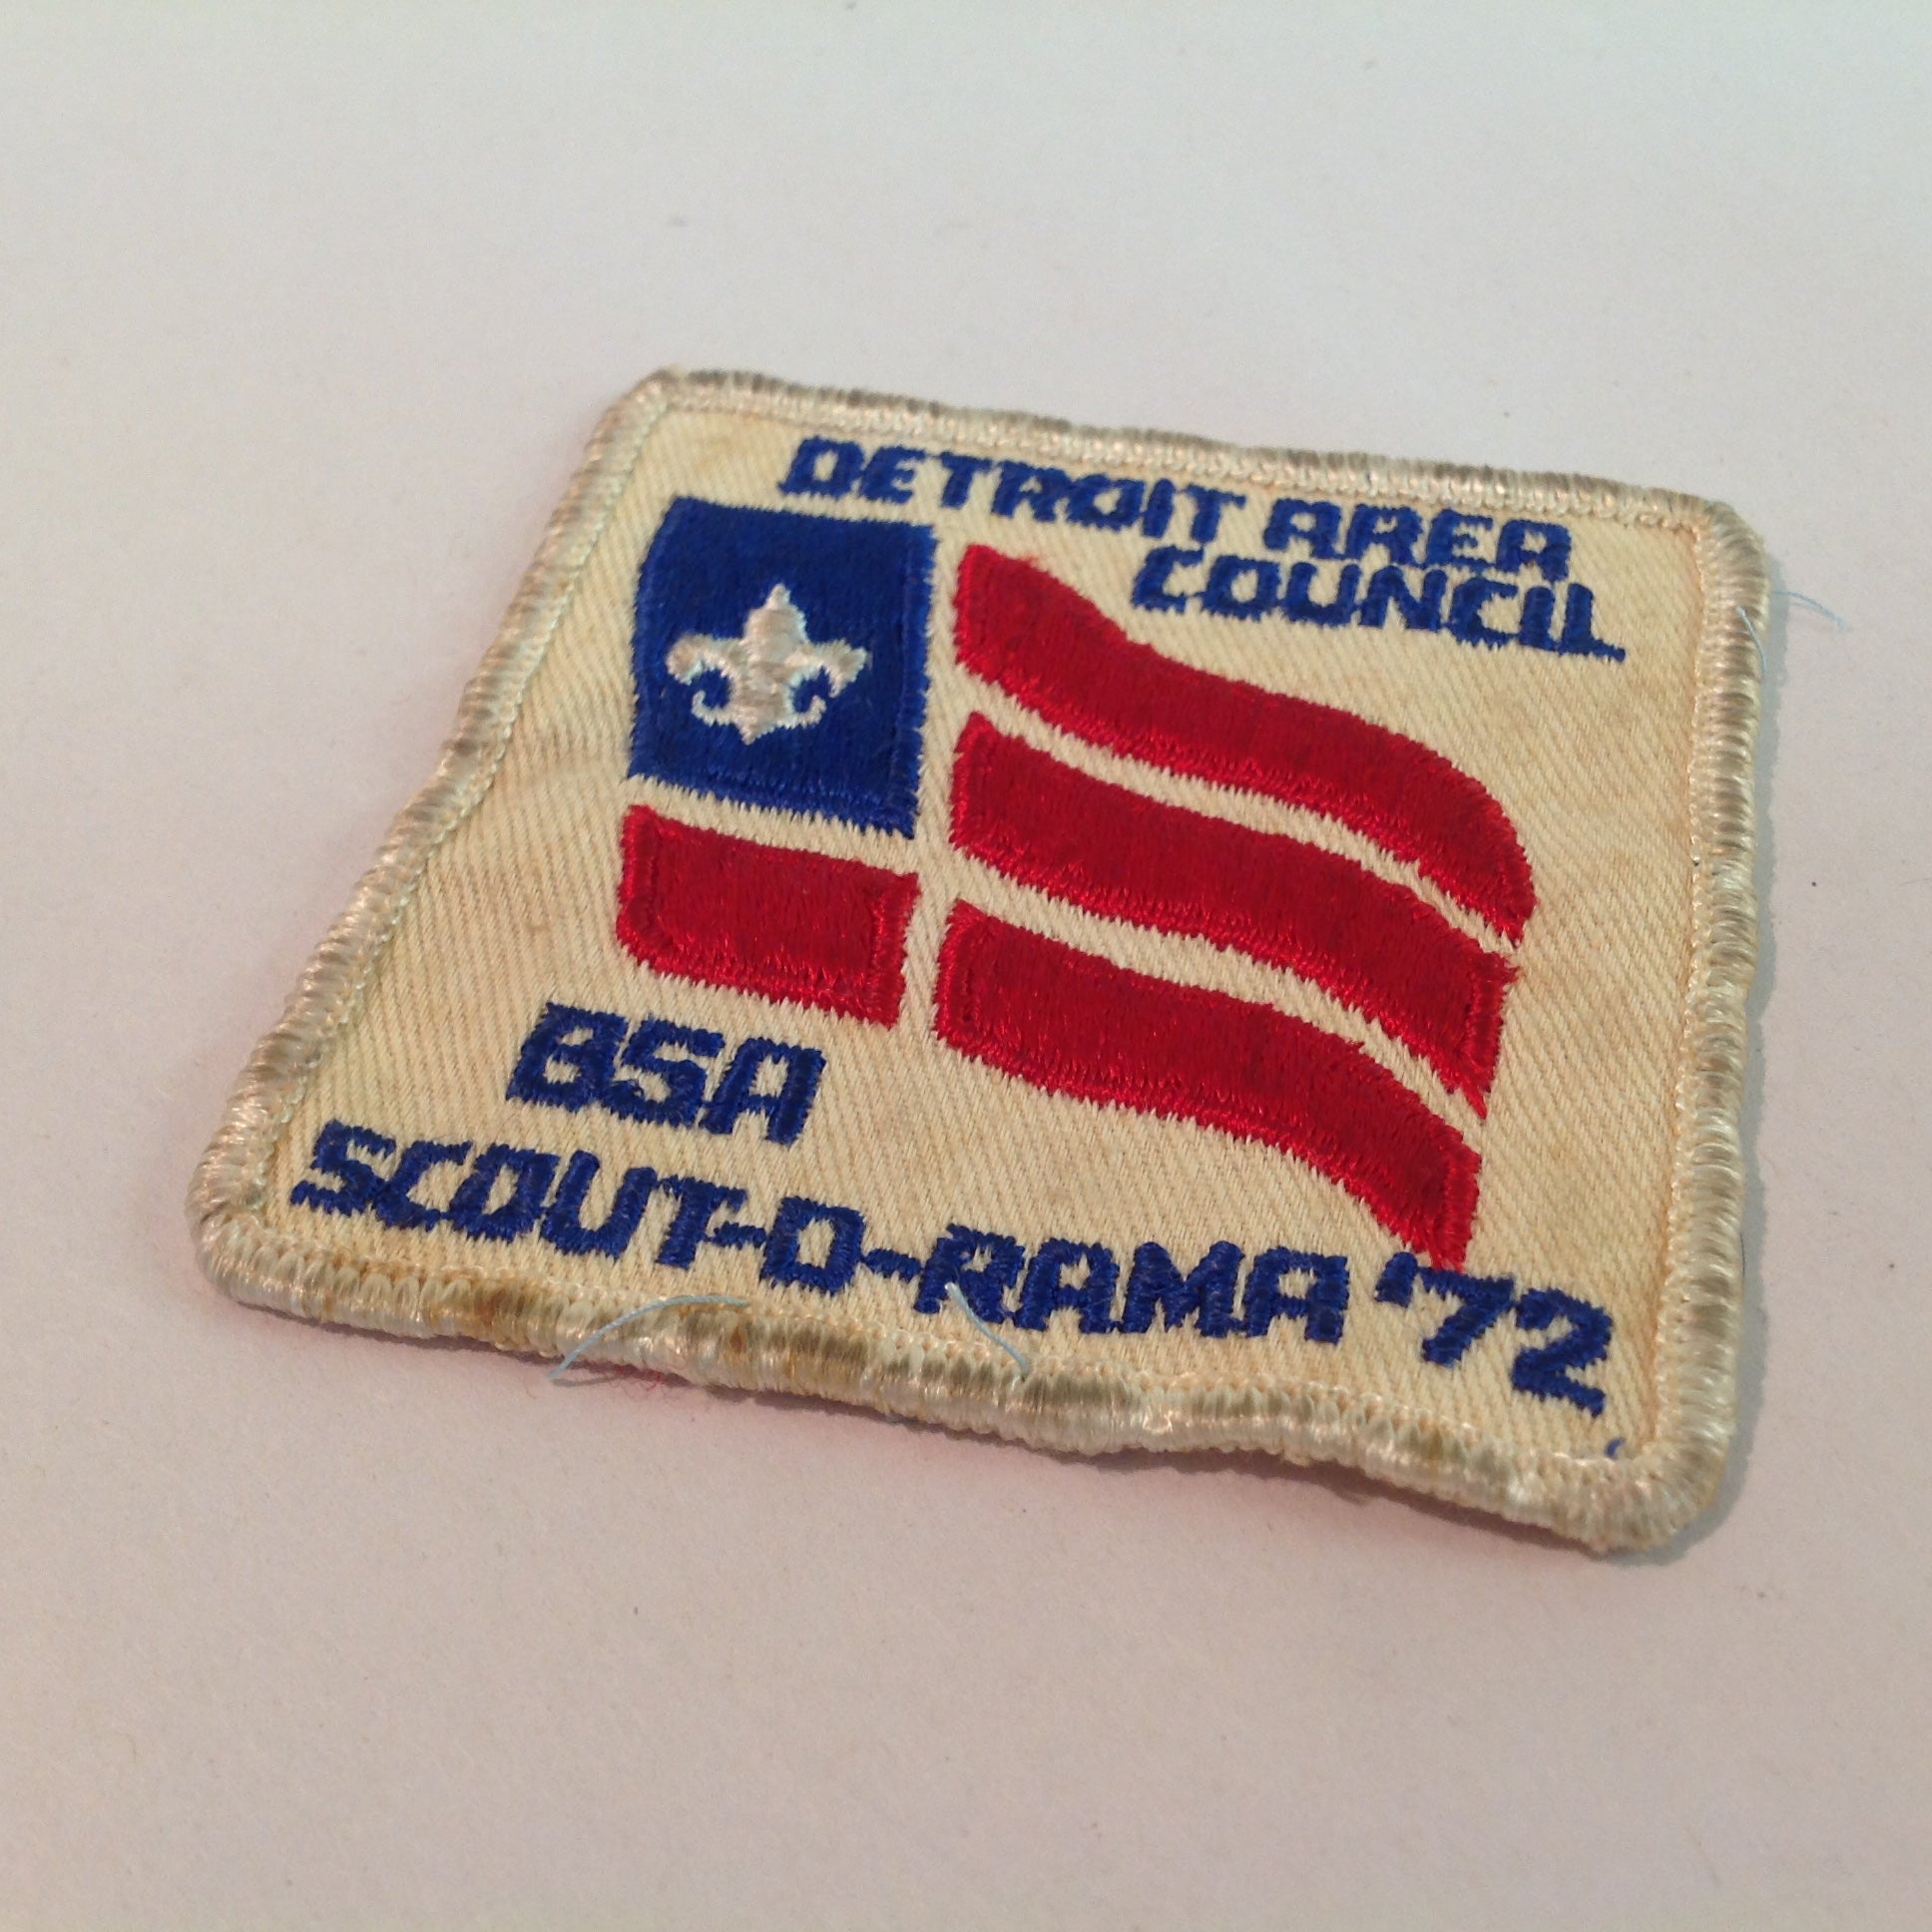 DETROIT AREA
COUNCIL
BSA
SCOUT-O-RAMA '72